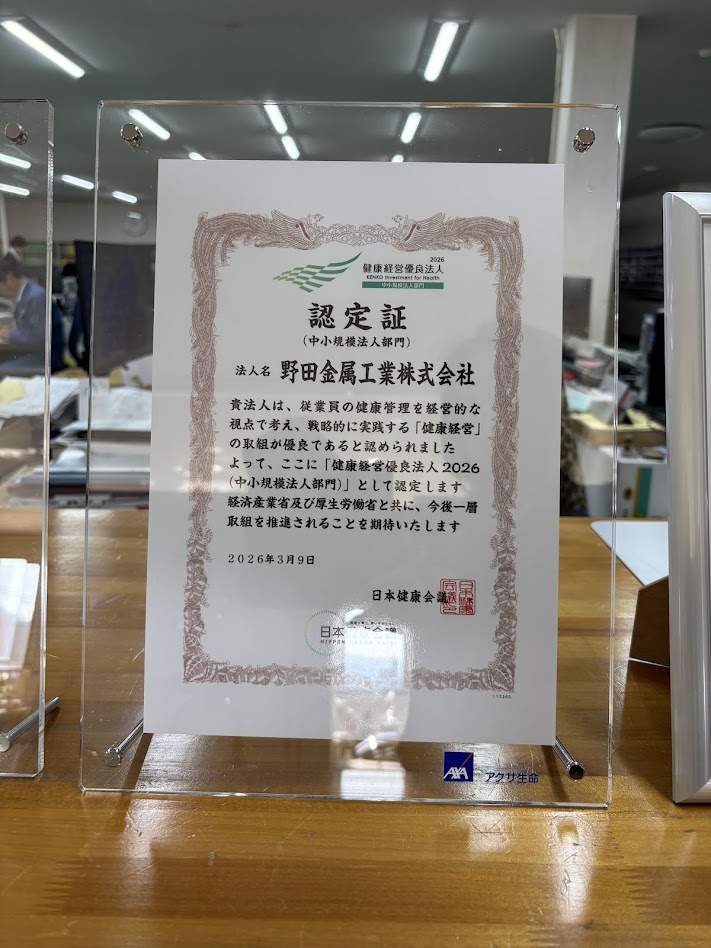 2026
健康経営優良法人
KENKO Investment for Health
中小規模法人部門
認定証
(中小規模法人部門)
法人名 野田金属工業株式会社
貴法人は、従業員の健康管理を経営的な
視点で考え、戦略的に実践する「健康経営」
の取組が優良であると認められました
よって、ここに「健康経営優良法人2026
(中小規模法人部門)」として認定します
経済産業省及び厚生労働省と共に、今後一層
取組を推進されることを期待いたします
2026年3月9日
日本健康会議
日本
NIPPON
AXA アクサ生命